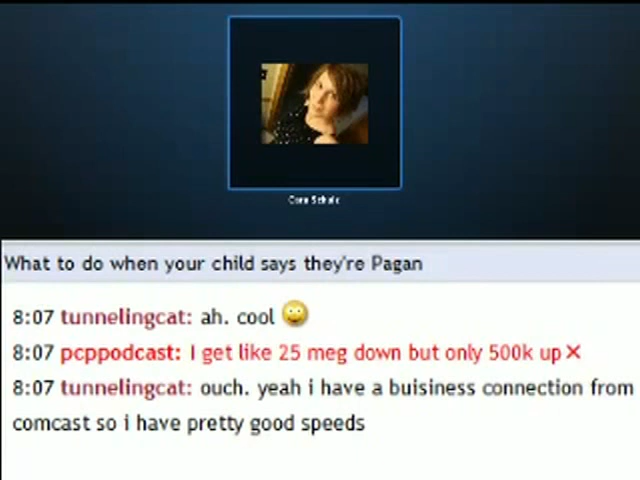 Cara Schulz
What to do when your child says they're Pagan
8:07 tunnelingcat: ah. cool
8:07 pcppodcast: I get like 25 meg down but only 500k up
8:07 tunnelingcat: ouch. yeah i have a buisiness connection from
comcast so i have pretty good speeds